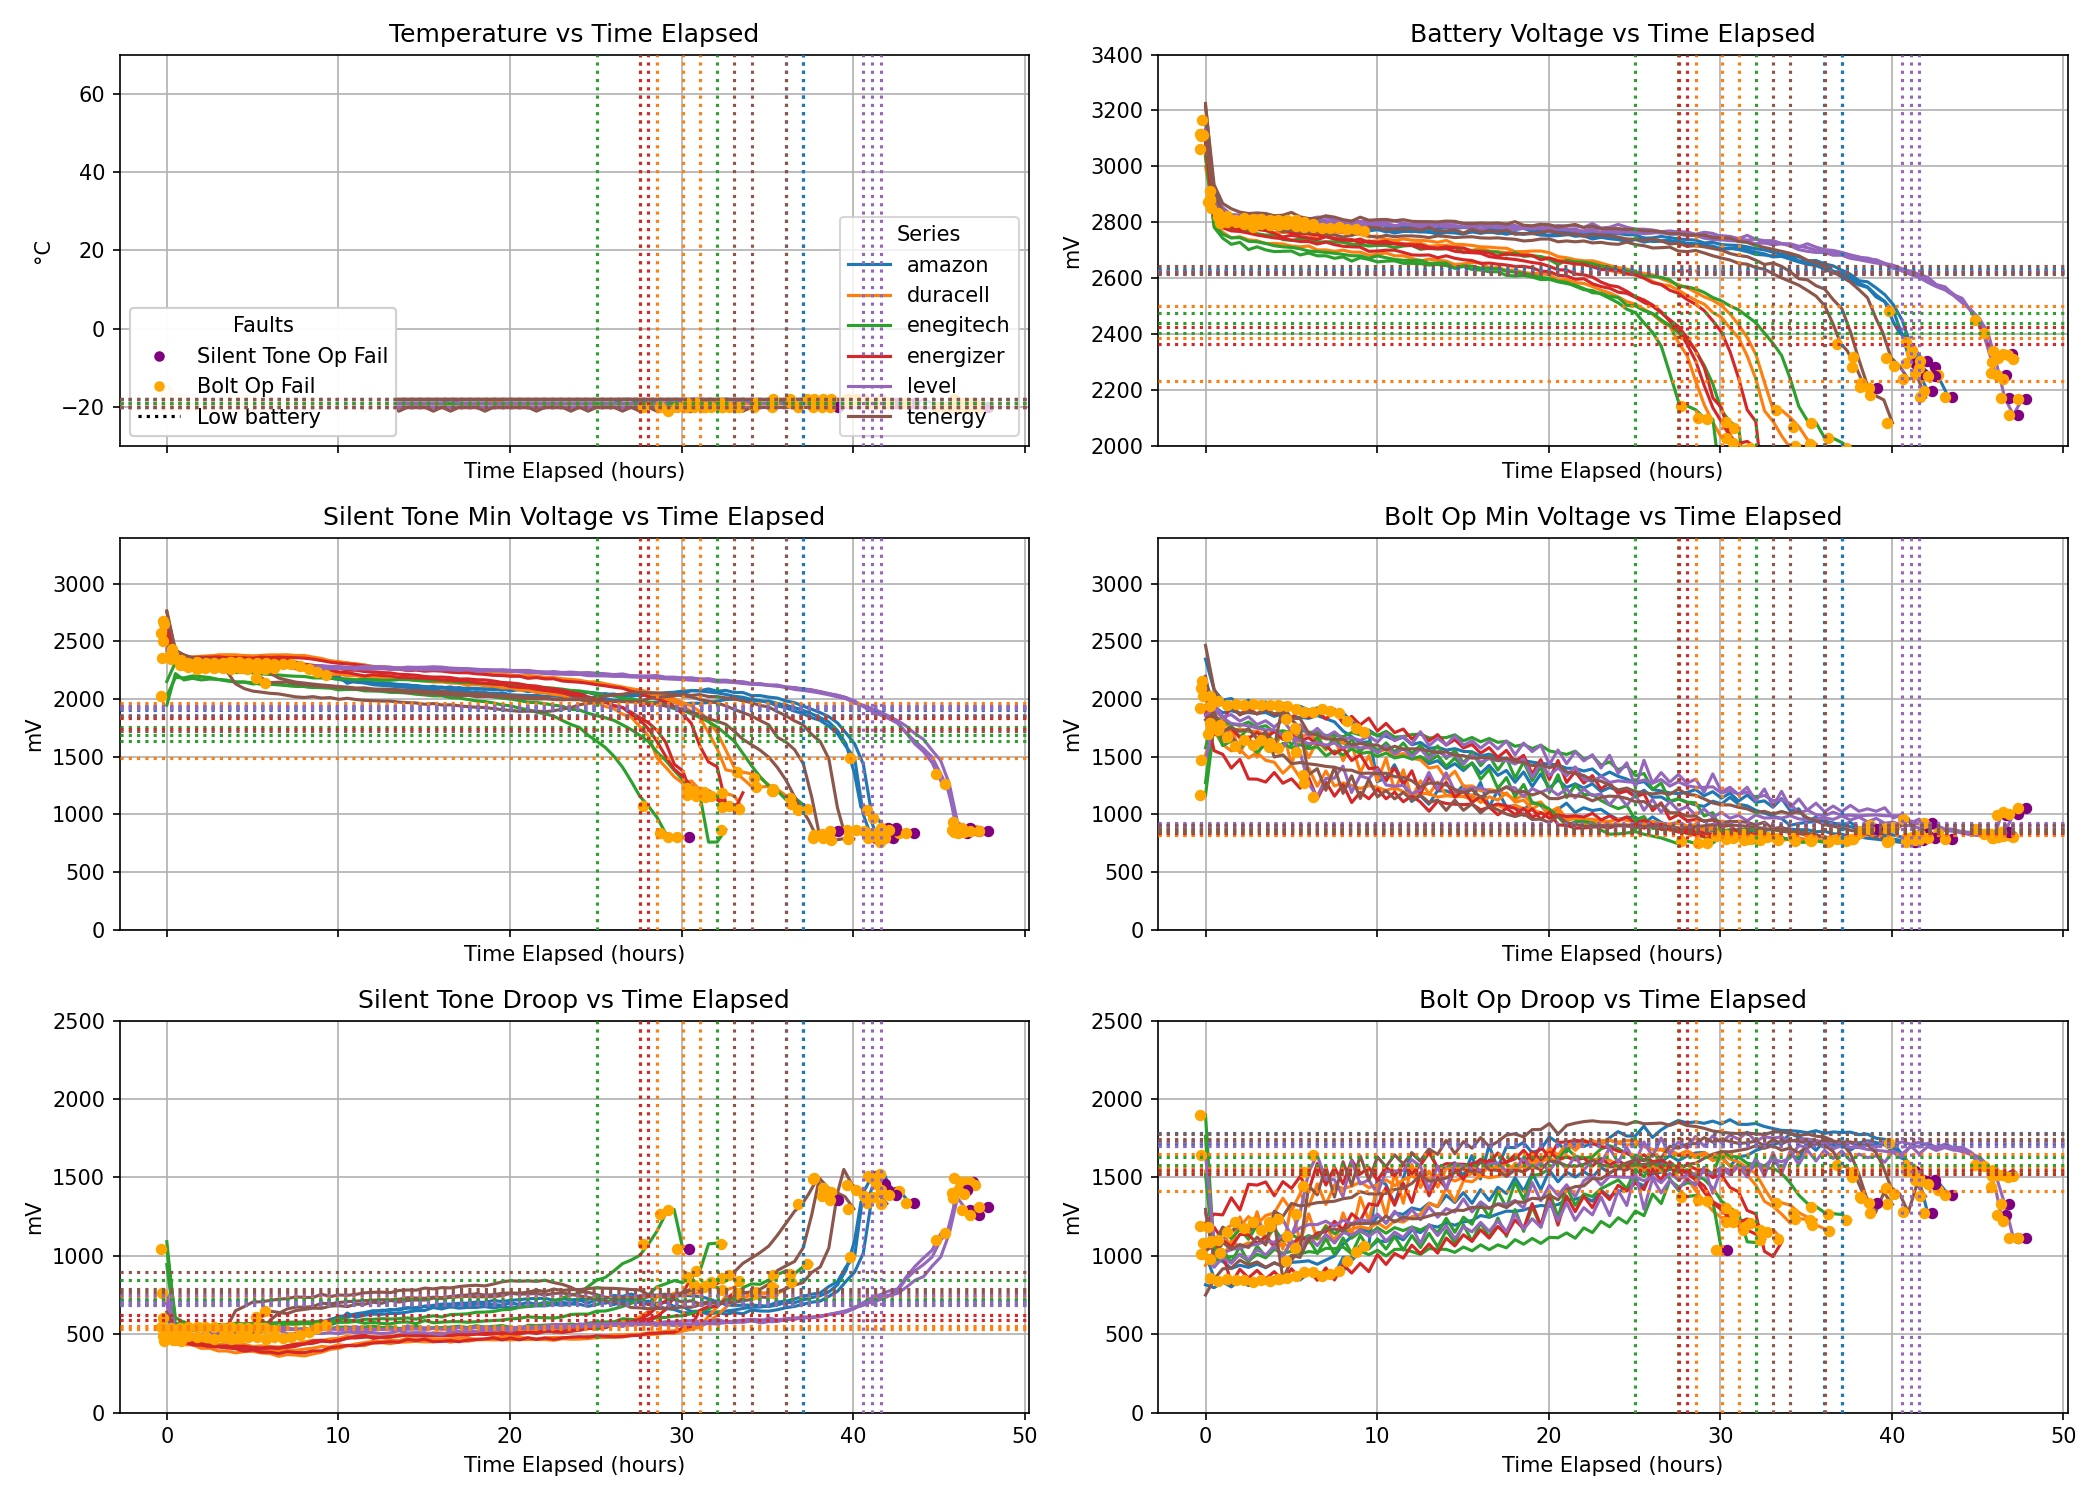 Temperature vs Time Elapsed
60
40
20
0
−20
°C
Faults
Silent Tone Op Fail
Bolt Op Fail
Low battery
Series
amazon
duracell
enegitech
energizer
level
tenergy
Time Elapsed (hours)
Battery Voltage vs Time Elapsed
3400
3200
3000
2800
2600
2400
2200
2000
mV
Time Elapsed (hours)
Silent Tone Min Voltage vs Time Elapsed
3000
2500
2000
1500
1000
500
0
mV
Time Elapsed (hours)
Bolt Op Min Voltage vs Time Elapsed
3000
2500
2000
1500
1000
500
0
mV
Time Elapsed (hours)
Silent Tone Droop vs Time Elapsed
2500
2000
1500
1000
500
0
mV
0 10 20 30 40 50
Time Elapsed (hours)
Bolt Op Droop vs Time Elapsed
2500
2000
1500
1000
500
0
mV
0 10 20 30 40 50
Time Elapsed (hours)